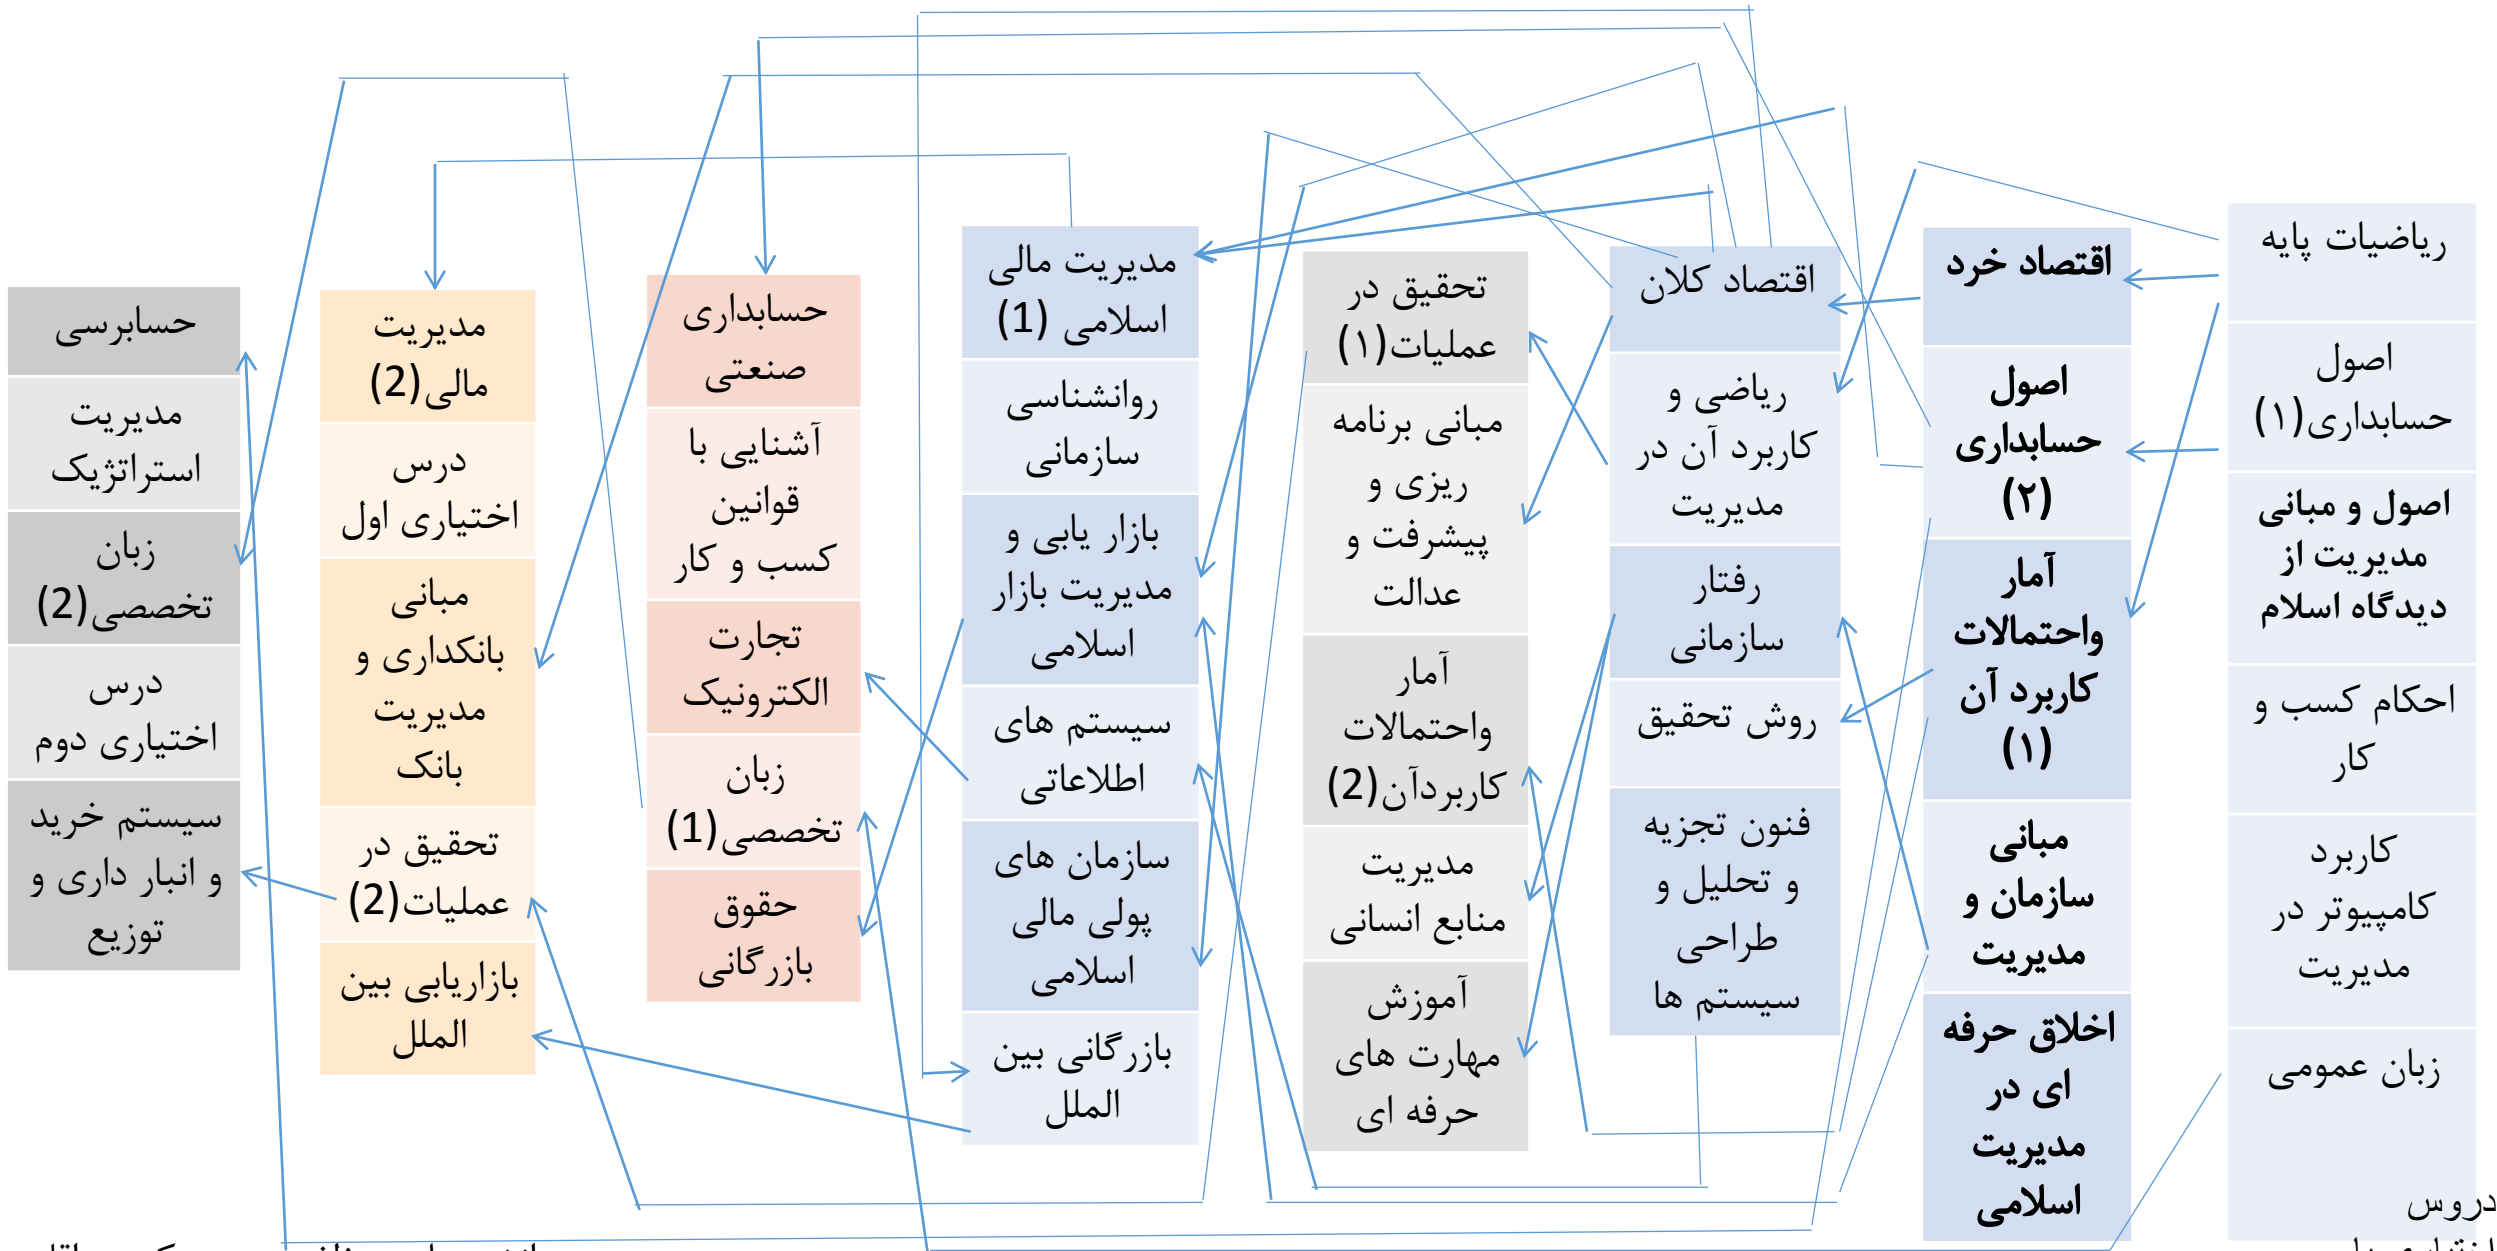 ریاضیات پایه
اصول
حسابداری(۱)
اصول و مبانی
مدیریت از
دیدگاه اسلام
احکام کسب و
کار
کاربرد
کامپیوتر در
مدیریت
زبان عمومی
اقتصاد خرد
اصول
حسابداری
(۲)
آمار
واحتمالات
کاربرد آن
(۱)
مبانی
سازمان و
مدیریت
اخلاق حرفه
ای در
مدیریت
اسلامی
اقتصاد کلان
ریاضی و
کاربرد آن در
مدیریت
رفتار
سازمانی
روش تحقیق
فنون تجزیه
و تحلیل و
طراحی
سیستم ها
تحقیق در
عملیات(۱)
مبانی برنامه
ریزی و
پیشرفت و
عدالت
آمار
واحتمالات
کاربردآن(2)
مدیریت
منابع انسانی
آموزش
مهارت های
حرفه ای
مدیریت مالی
اسلامی (1)
روانشناسی
سازمانی
بازار یابی و
مدیریت بازار
اسلامی
سیستم های
اطلاعاتی
سازمان های
پولی مالی
اسلامی
بازرگانی بین
الملل
حسابداری
صنعتی
آشنایی با
قوانین
کسب و کار
تجارت
الکترونیک
زبان
تخصصی(1)
حقوق
بازرگانی
مدیریت
مالی(2)
درس
اختیاری اول
مبانی
بانکداری و
مدیریت
بانک
تحقیق در
عملیات(2)
بازاریابی بین
الملل
حسابرسی
مدیریت
استراتژیک
زبان
تخصصی(2)
درس
اختیاری دوم
سیستم خرید
و انبار داری و
توزیع
دروس